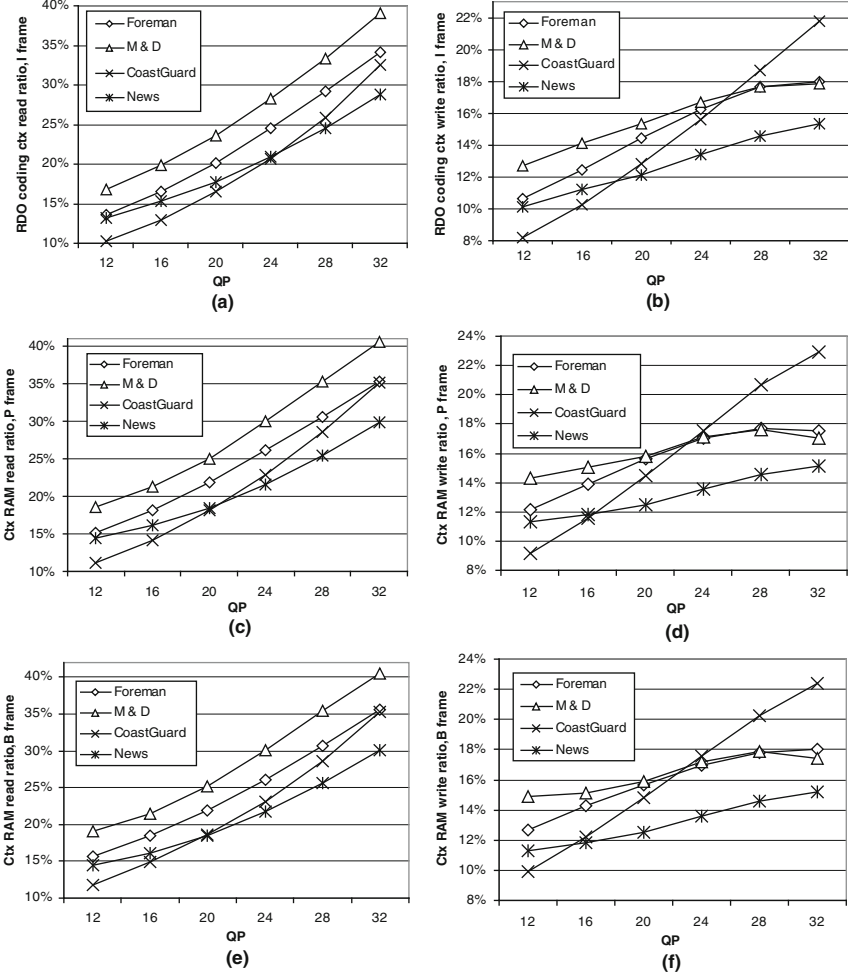 RDO coding ctx read ratio,I frame
40%
35%
30%
25%
20%
15%
10%
Foreman
M & D
CoastGuard
News
12 16 20 24 28 32
QP
(a)
RDO coding ctx write ratio, I frame
22%
20%
18%
16%
14%
12%
10%
8%
Foreman
M & D
CoastGuard
News
12 16 20 24 28 32
QP
(b)
Ctx RAM read ratio,P frame
40%
35%
30%
25%
20%
15%
10%
Foreman
M & D
CoastGuard
News
12 16 20 24 28 32
QP
(c)
Ctx RAM write ratio, P frame
24%
22%
20%
18%
16%
14%
12%
10%
8%
Foreman
M & D
CoastGuard
News
12 16 20 24 28 32
QP
(d)
Ctx RAM read ratio,B frame
40%
35%
30%
25%
20%
15%
10%
Foreman
M & D
CoastGuard
News
12 16 20 24 28 32
QP
(e)
Ctx RAM write ratio,B frame
24%
22%
20%
18%
16%
14%
12%
10%
8%
Foreman
M & D
CoastGuard
News
12 16 20 24 28 32
QP
(f)